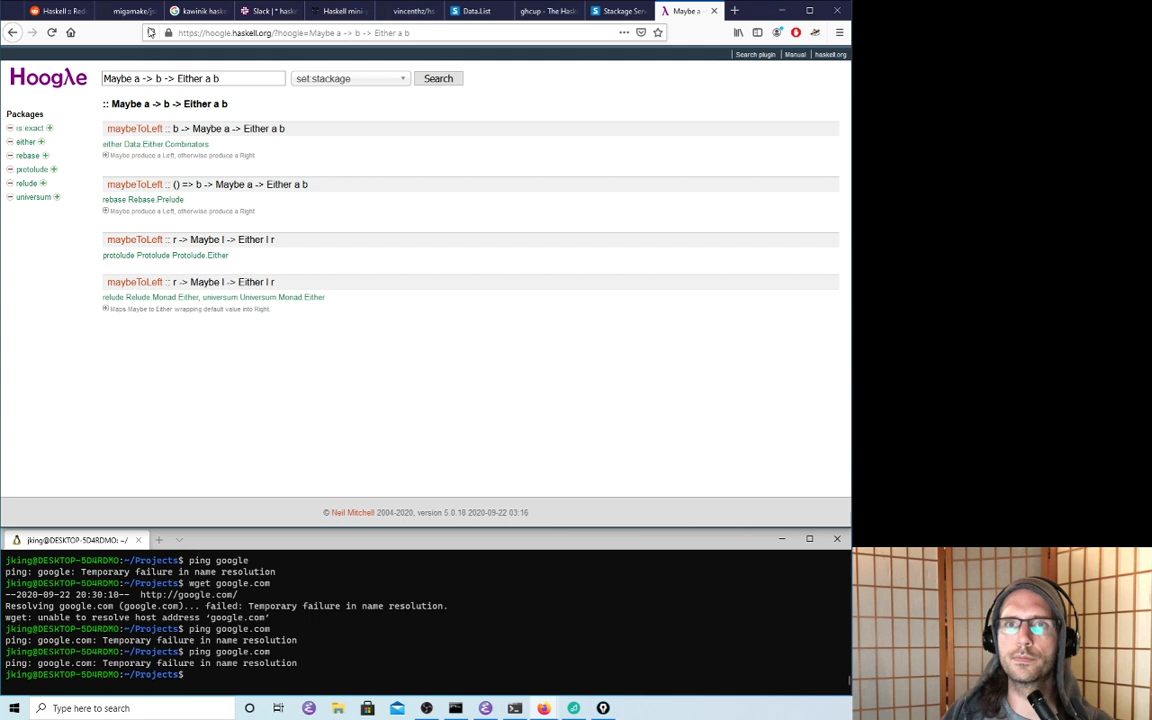 Haskell :: Red
migamake/js
kawinik hask
Slack | * hask
Haskell mini-p
vincenthz/hs
Data.List
ghcup - The Hask
Stackage Serv
Maybe a -
https://hoogle.haskell.org/?hoogle=Maybe a -> b -> Either a b
Search plugin | Manual | haskell.org
Hoogλe
Maybe a -> b -> Either a b
set:stackage
Search
:: Maybe a -> b -> Either a b
Packages
is:exact
either
rebase
protolude
relude
universum
maybeToLeft :: b -> Maybe a -> Either a b
either Data.Either.Combinators
Maybe produce a Left, otherwise produce a Right.
maybeToLeft :: () => b -> Maybe a -> Either a b
rebase Rebase.Prelude
Maybe produce a Left, otherwise produce a Right.
maybeToLeft :: r -> Maybe l -> Either l r
protolude Protolude Protolude.Either
maybeToLeft :: r -> Maybe l -> Either l r
relude Relude.Monad.Either, universum Universum.Monad.Either
Maps Maybe to Either wrapping default value into Right.
© Neil Mitchell 2004-2020, version 5.0.18 2020-09-22 03:16
jking@DESKTOP-5D4RDMO: ~/
jking@DESKTOP-5D4RDMO:~/Projects$ ping google
ping: google: Temporary failure in name resolution
jking@DESKTOP-5D4RDMO:~/Projects$ wget google.com
--2020-09-22 20:30:10--  http://google.com/
Resolving google.com (google.com)... failed: Temporary failure in name resolution.
wget: unable to resolve host address ‘google.com’
jking@DESKTOP-5D4RDMO:~/Projects$ ping google.com
ping: google.com: Temporary failure in name resolution
jking@DESKTOP-5D4RDMO:~/Projects$ ping google.com
ping: google.com: Temporary failure in name resolution
jking@DESKTOP-5D4RDMO:~/Projects$
Type here to search